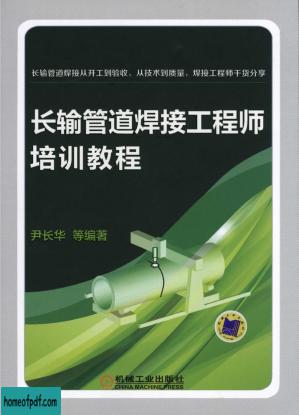 长输管道焊接从开工到验收、从技术到质量，焊接工程师干货分享
长输管道焊接工程师
培训教程
尹长华 等编著
机械工业出版社
CHINA MACHINE PRESS
homeofpdf.com
homeofpdf.com